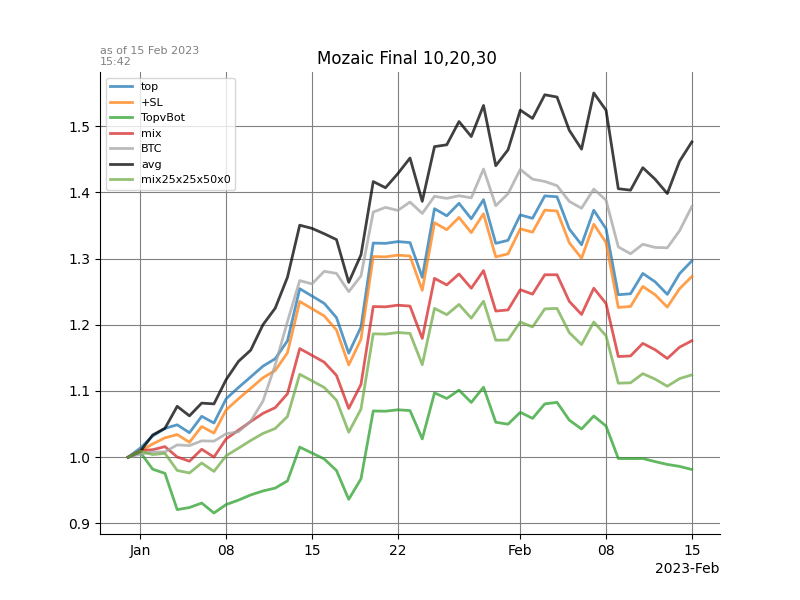 as of 15 Feb 2023
15:42
Mozaic Final 10,20,30
top
+SL
TopvBot
mix
BTC
avg
mix25x25x50x0
1.5
1.4
1.3
1.2
1.1
1.0
0.9
Jan 08 15 22 Feb 08 15
2023-Feb